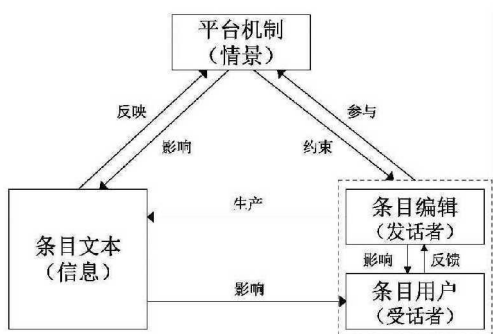 平台机制
（情景）
反映
影响
约束
参与
生产
条目文本
（信息）
条目编辑
（发话者）
影响
反馈
影响
条目用户
（受话者）